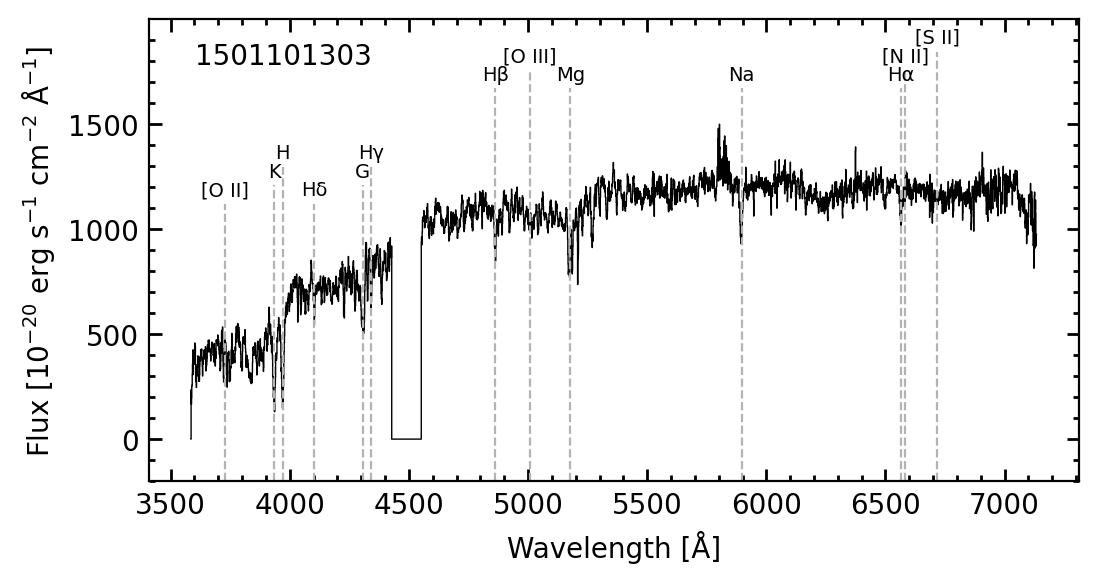 1501101303
[S II]
[O III]
[N II]
Hβ
Mg
Na
Hα
H
Hγ
K
G
[O II]
Hδ
1500
1000
500
0
Flux [10⁻²⁰ erg s⁻¹ cm⁻² Å⁻¹]
3500 4000 4500 5000 5500 6000 6500 7000
Wavelength [Å]